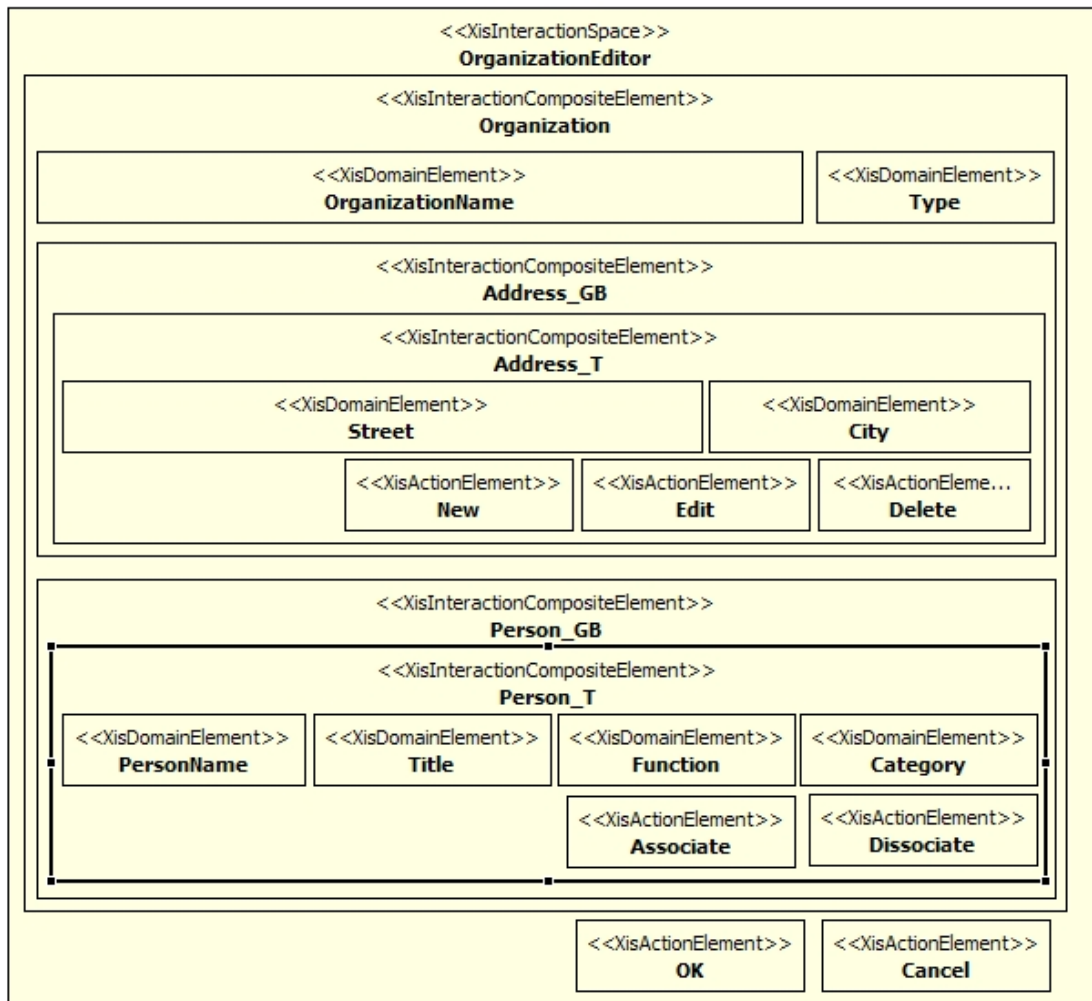 <<XisInteractionSpace>>
OrganizationEditor
<<XisInteractionCompositeElement>>
Organization
<<XisDomainElement>> <<XisDomainElement>>
OrganizationName Type
<<XisInteractionCompositeElement>>
Address_GB
<<XisInteractionCompositeElement>>
Address_T
<<XisDomainElement>> <<XisDomainElement>>
Street City
<<XisActionElement>> <<XisActionElement>> <<XisActionEleme...
New Edit Delete
<<XisInteractionCompositeElement>>
Person_GB
<<XisInteractionCompositeElement>>
Person_T
<<XisDomainElement>> <<XisDomainElement>> <<XisDomainElement>> <<XisDomainElement>>
PersonName Title Function Category
<<XisActionElement>> <<XisActionElement>>
Associate Dissociate
<<XisActionElement>> <<XisActionElement>>
OK Cancel